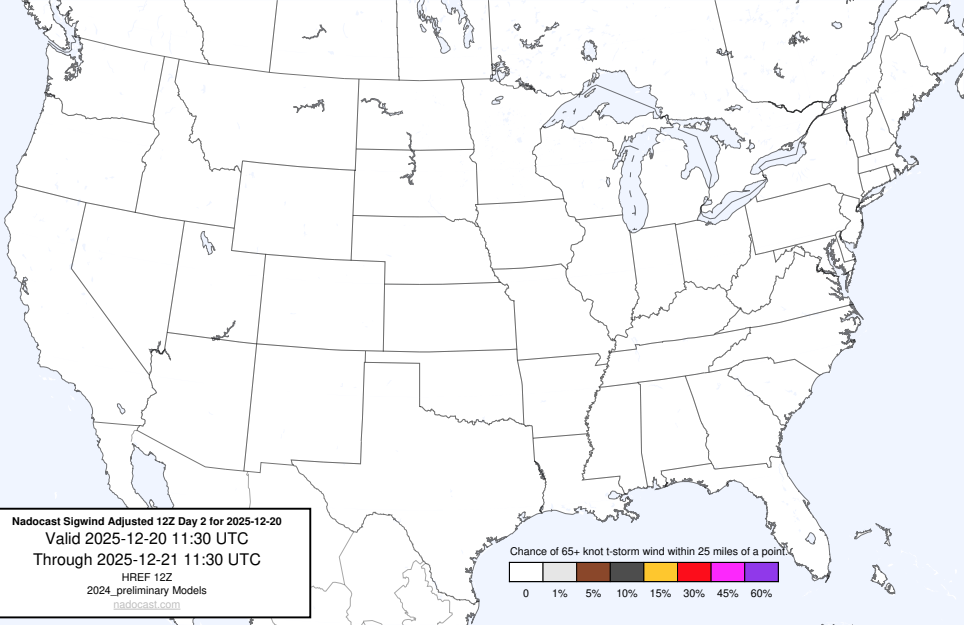 Nadocast Sigwind Adjusted 12Z Day 2 for 2025-12-20
Valid 2025-12-20 11:30 UTC
Through 2025-12-21 11:30 UTC
HREF 12Z
2024_preliminary Models
nadocast.com
Chance of 65+ knot t-storm wind within 25 miles of a point.
0 1% 5% 10% 15% 30% 45% 60%